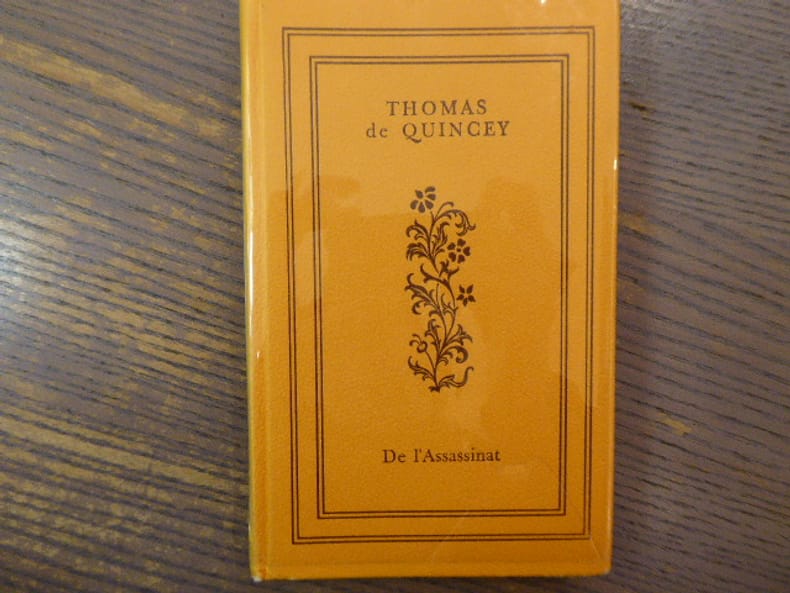 THOMAS
de QUINCEY
De l'Assassinat